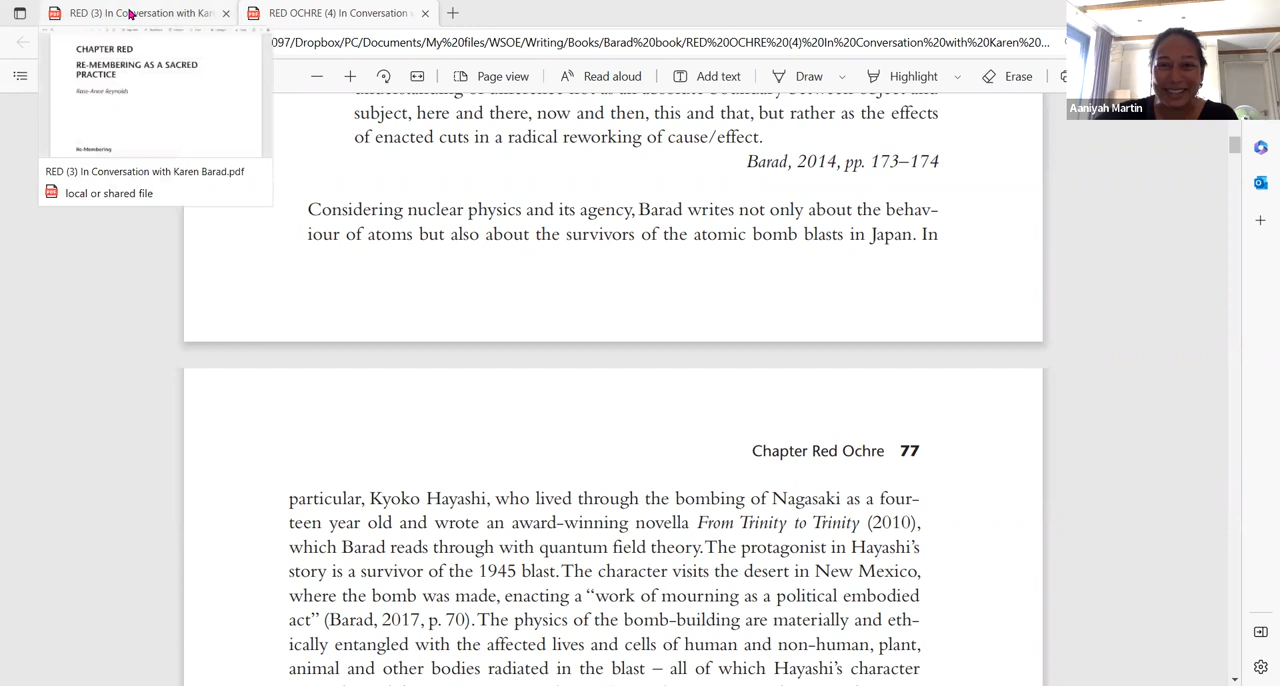 RED (3) In Conversation with Kar
RED OCHRE (4) In Conversation
097/Dropbox/PC/Documents/My%20files/WSOE/Writing/Books/Barad%20book/RED%20OCHRE%20(4)%20In%20Conversation%20with%20Karen%20...
Page view
Read aloud
Add text
Draw
Highlight
Erase
CHAPTER RED
RE-MEMBERING AS A SACRED
PRACTICE
Rose-Anne Reynolds
Re-Membering
RED (3) In Conversation with Karen Barad.pdf
local or shared file
Aaniyah Martin
subject, here and there, now and then, this and that, but rather as the effects
of enacted cuts in a radical reworking of cause/effect.
Barad, 2014, pp. 173–174
Considering nuclear physics and its agency, Barad writes not only about the behav-
iour of atoms but also about the survivors of the atomic bomb blasts in Japan. In
Chapter Red Ochre 77
particular, Kyoko Hayashi, who lived through the bombing of Nagasaki as a four-
teen year old and wrote an award-winning novella From Trinity to Trinity (2010),
which Barad reads through with quantum field theory. The protagonist in Hayashi's
story is a survivor of the 1945 blast. The character visits the desert in New Mexico,
where the bomb was made, enacting a “work of mourning as a political embodied
act” (Barad, 2017, p. 70). The physics of the bomb-building are materially and eth-
ically entangled with the affected lives and cells of human and non-human, plant,
animal and other bodies radiated in the blast – all of which Hayashi's character